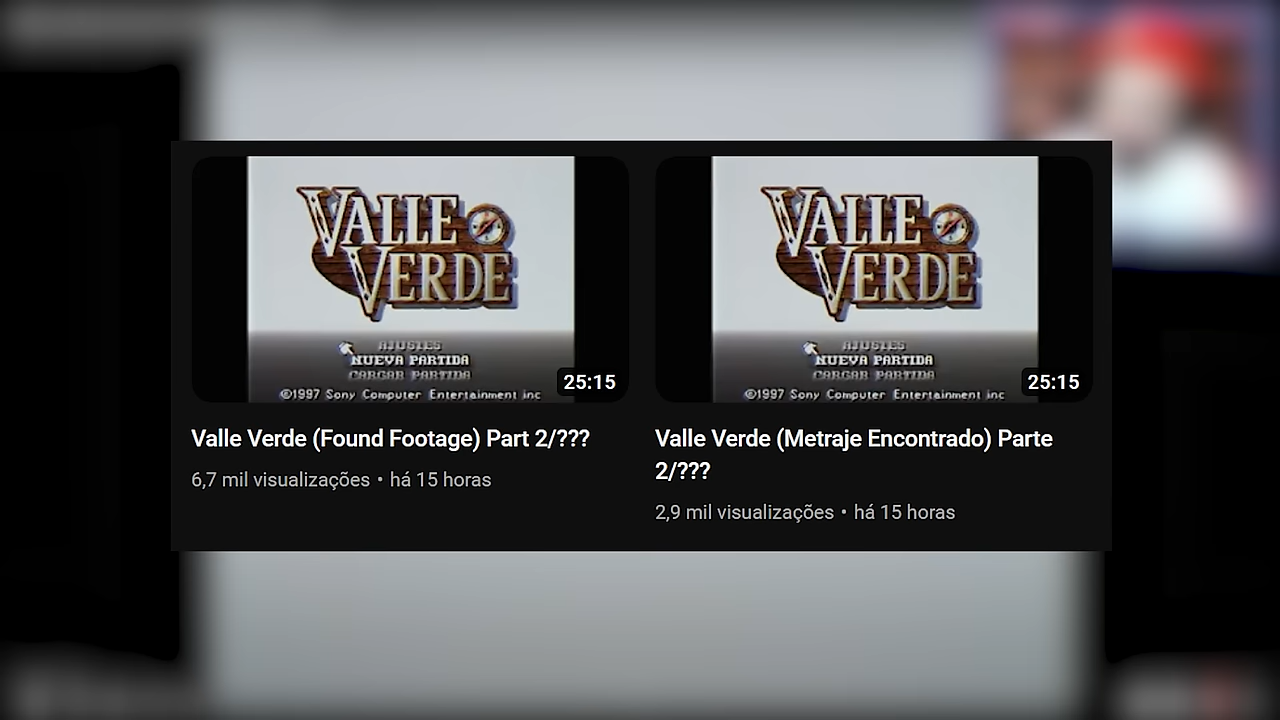 VALLE
VERDE
AJUSTES
NUEVA PARTIDA
CARGAR PARTIDA
©1997 Sony Computer Entertainment inc
25:15
Valle Verde (Found Footage) Part 2/???
6,7 mil visualizações • há 15 horas
VALLE
VERDE
AJUSTES
NUEVA PARTIDA
CARGAR PARTIDA
©1997 Sony Computer Entertainment inc
25:15
Valle Verde (Metraje Encontrado) Parte
2/???
2,9 mil visualizações • há 15 horas